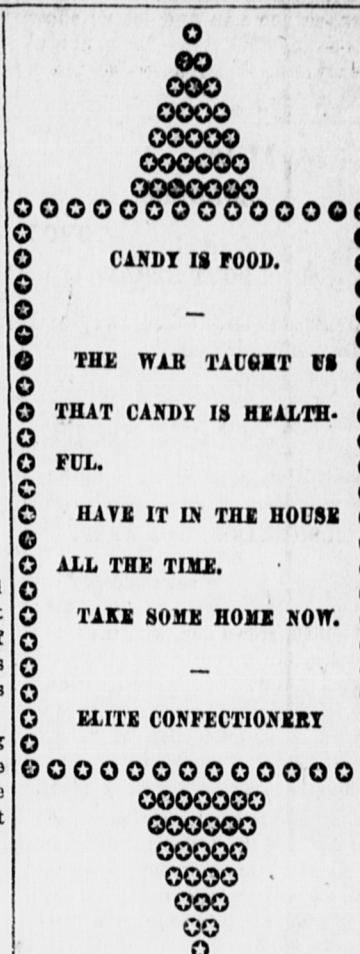 CANDY IS FOOD.
THE WAR TAUGHT US
THAT CANDY IS HEALTH-
FUL.
HAVE IT IN THE HOUSE
ALL THE TIME.
TAKE SOME HOME NOW.
ELITE CONFECTIONERY